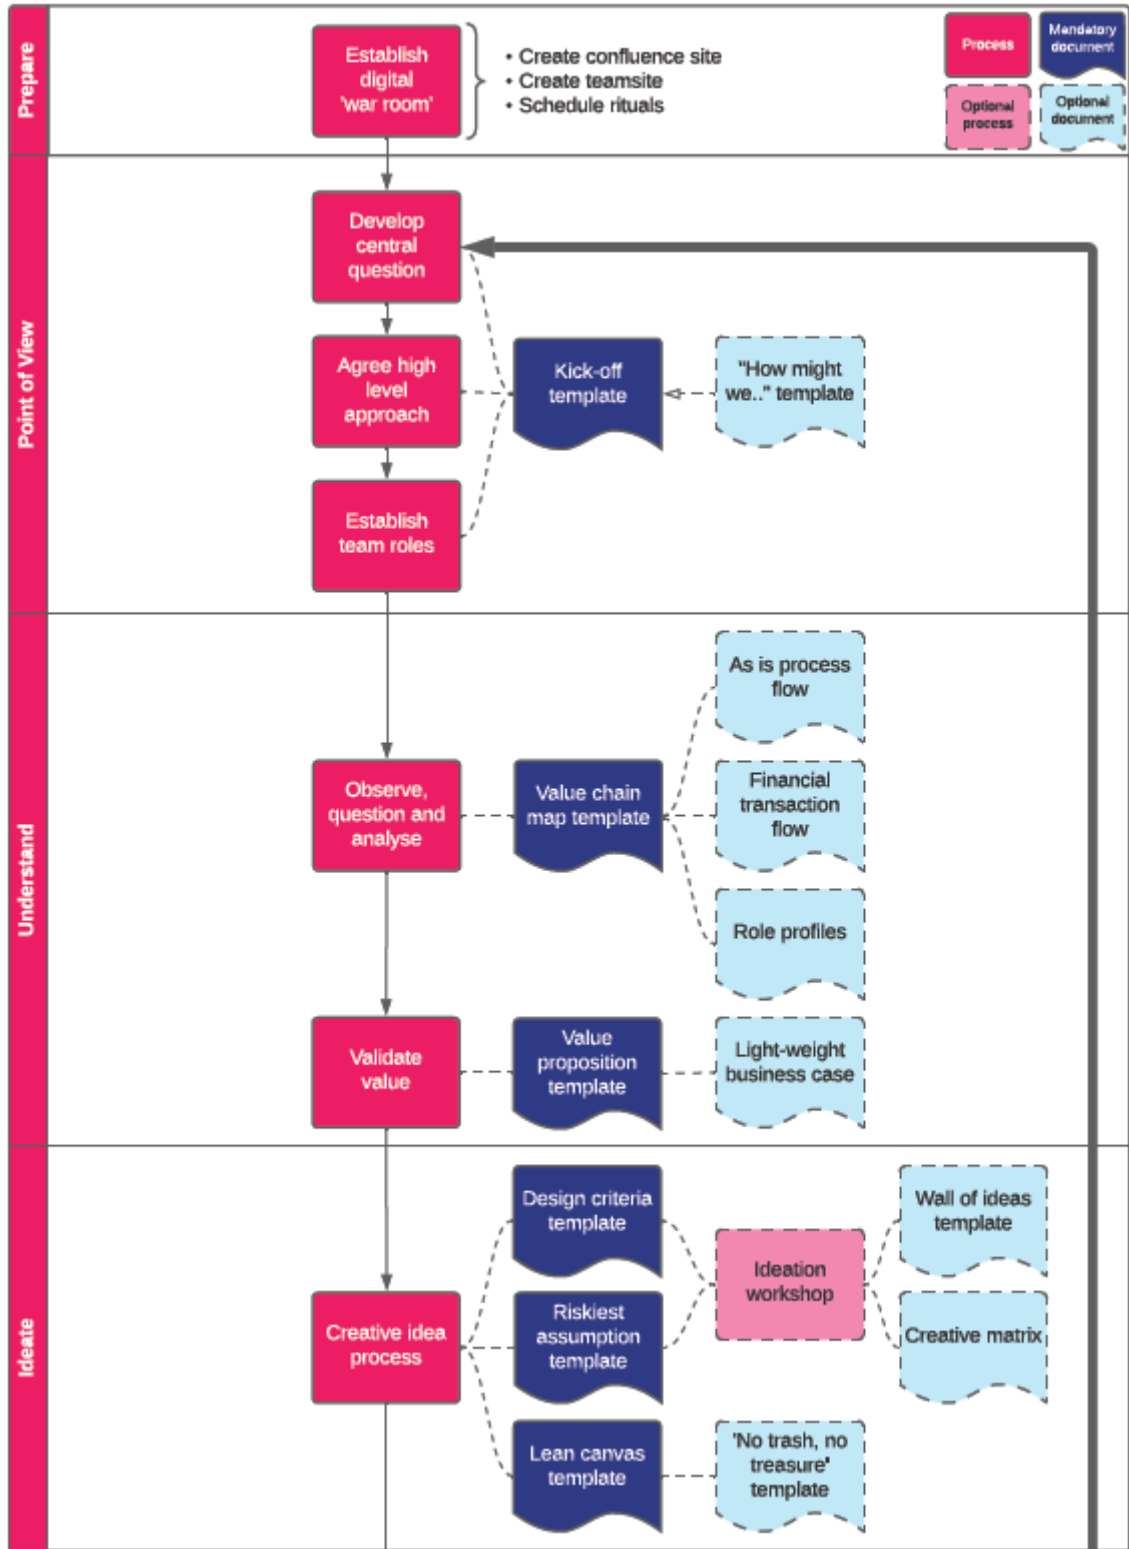 Prepare
Establish
digital
'war room'
• Create confluence site
• Create teamsite
• Schedule rituals
Process
Mandatory
document
Optional
process
Optional
document
Point of View
Develop
central
question
Agree high
level
approach
Kick-off
template
"How might
we.." template
Establish
team roles
Understand
As is process
flow
Observe,
question and
analyse
Value chain
map template
Financial
transaction
flow
Role profiles
Validate
value
Value
proposition
template
Light-weight
business case
Ideate
Design criteria
template
Wall of ideas
template
Ideation
workshop
Creative idea
process
Riskiest
assumption
template
Creative matrix
Lean canvas
template
'No trash, no
treasure'
template